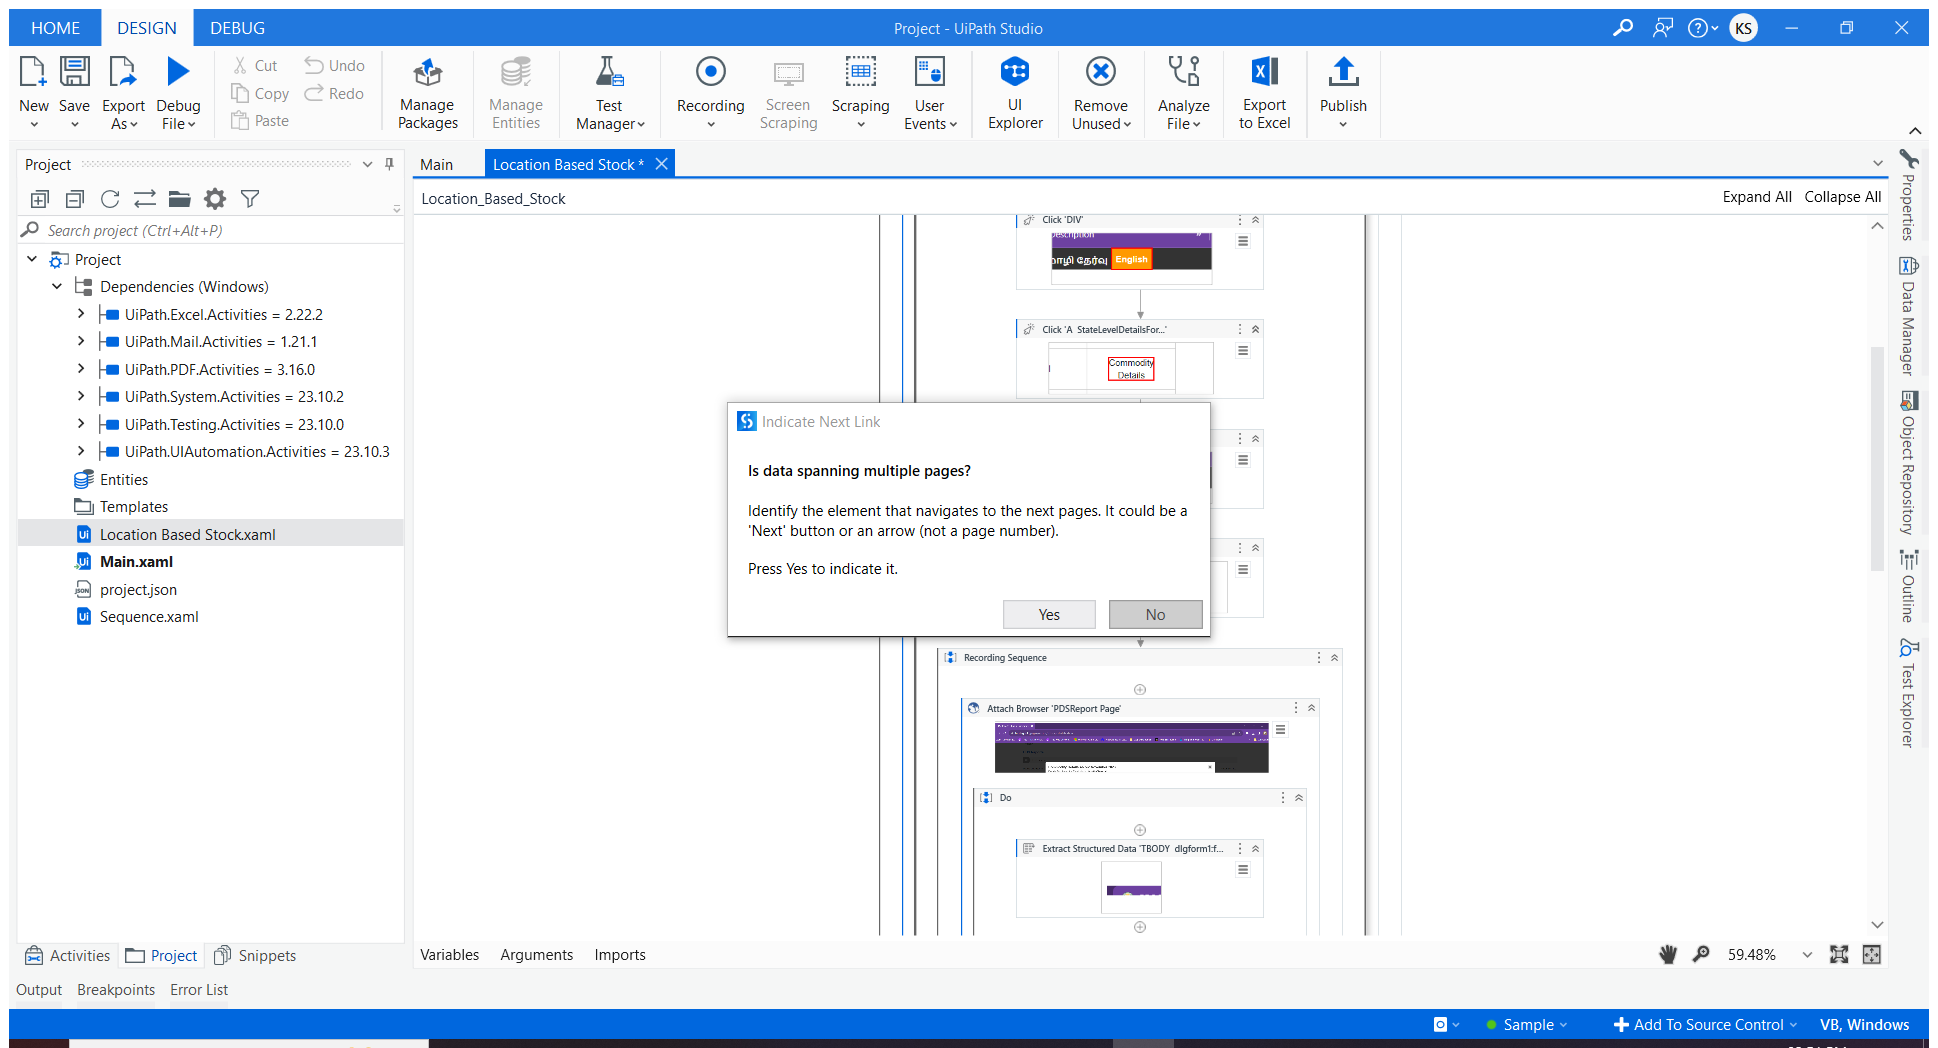 HOME DESIGN DEBUG Project - UiPath Studio KS
New Save Export As Debug File
Cut Undo
Copy Redo
Paste
Manage Packages
Manage Entities
Test Manager
Recording
Screen Scraping
Scraping
User Events
UI Explorer
Remove Unused
Analyze File
Export to Excel
Publish
Project
Search project (Ctrl+Alt+P)
Project
Dependencies (Windows)
UiPath.Excel.Activities = 2.22.2
UiPath.Mail.Activities = 1.21.1
UiPath.PDF.Activities = 3.16.0
UiPath.System.Activities = 23.10.2
UiPath.Testing.Activities = 23.10.0
UiPath.UIAutomation.Activities = 23.10.3
Entities
Templates
Location Based Stock.xaml
Main.xaml
project.json
Sequence.xaml
Activities Project Snippets
Main Location Based Stock *
Location_Based_Stock Expand All Collapse All
Click 'DIV'
தேர்வு English
Click 'A StateLevelDetailsFor...'
Commodity
Details
Indicate Next Link
Is data spanning multiple pages?
Identify the element that navigates to the next pages. It could be a
'Next' button or an arrow (not a page number).
Press Yes to indicate it.
Yes No
Recording Sequence
Attach Browser 'PDSReport Page'
Do
Extract Structured Data 'TBODY dlgform1:f...
Variables Arguments Imports 59.48%
Properties
Data Manager
Object Repository
Outline
Test Explorer
Output Breakpoints Error List
Sample Add To Source Control VB, Windows